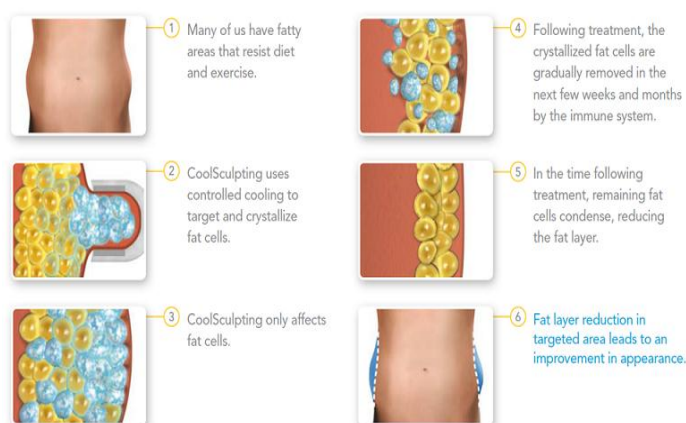 1 Many of us have fatty
areas that resist diet
and exercise.
2 CoolSculpting uses
controlled cooling to
target and crystallize
fat cells.
3 CoolSculpting only affects
fat cells.
4 Following treatment, the
crystallized fat cells are
gradually removed in the
next few weeks and months
by the immune system.
5 In the time following
treatment, remaining fat
cells condense, reducing
the fat layer.
6 Fat layer reduction in
targeted area leads to an
improvement in appearance.